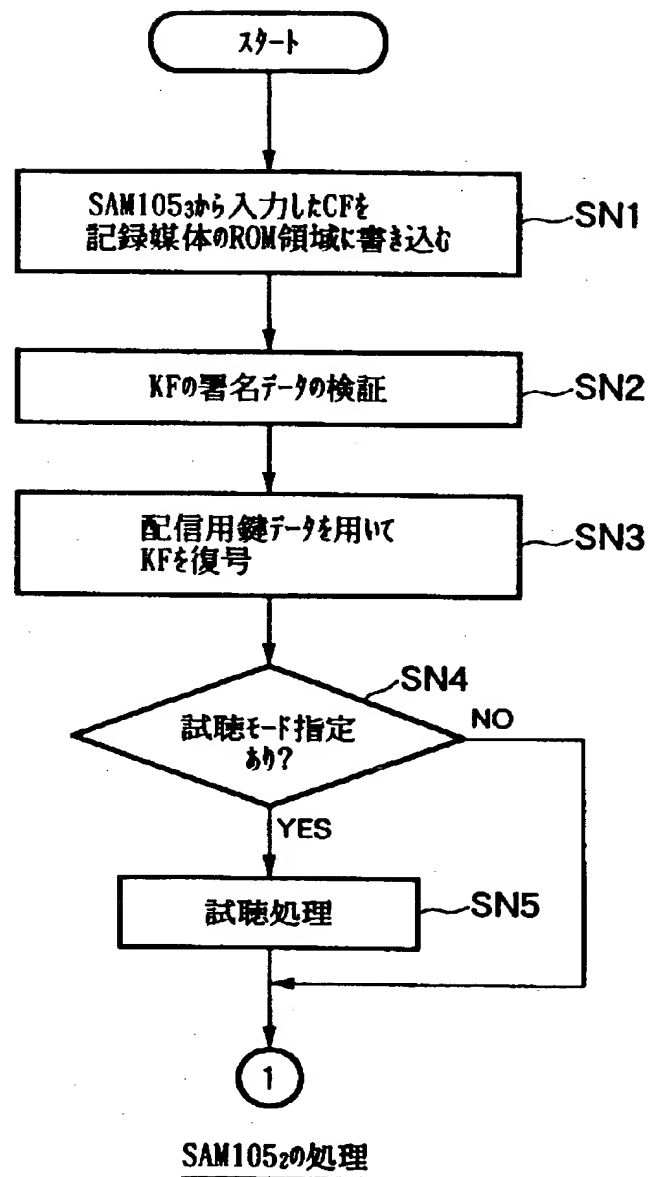 スタート
SAM105₃から入力したCFを
記録媒体のROM領域に書き込む
SN1
KFの署名データの検証
SN2
配信用鍵データを用いて
KFを復号
SN3
SN4
試聴モード指定
あり?
NO
YES
試聴処理
SN5
1
SAM105₂の処理